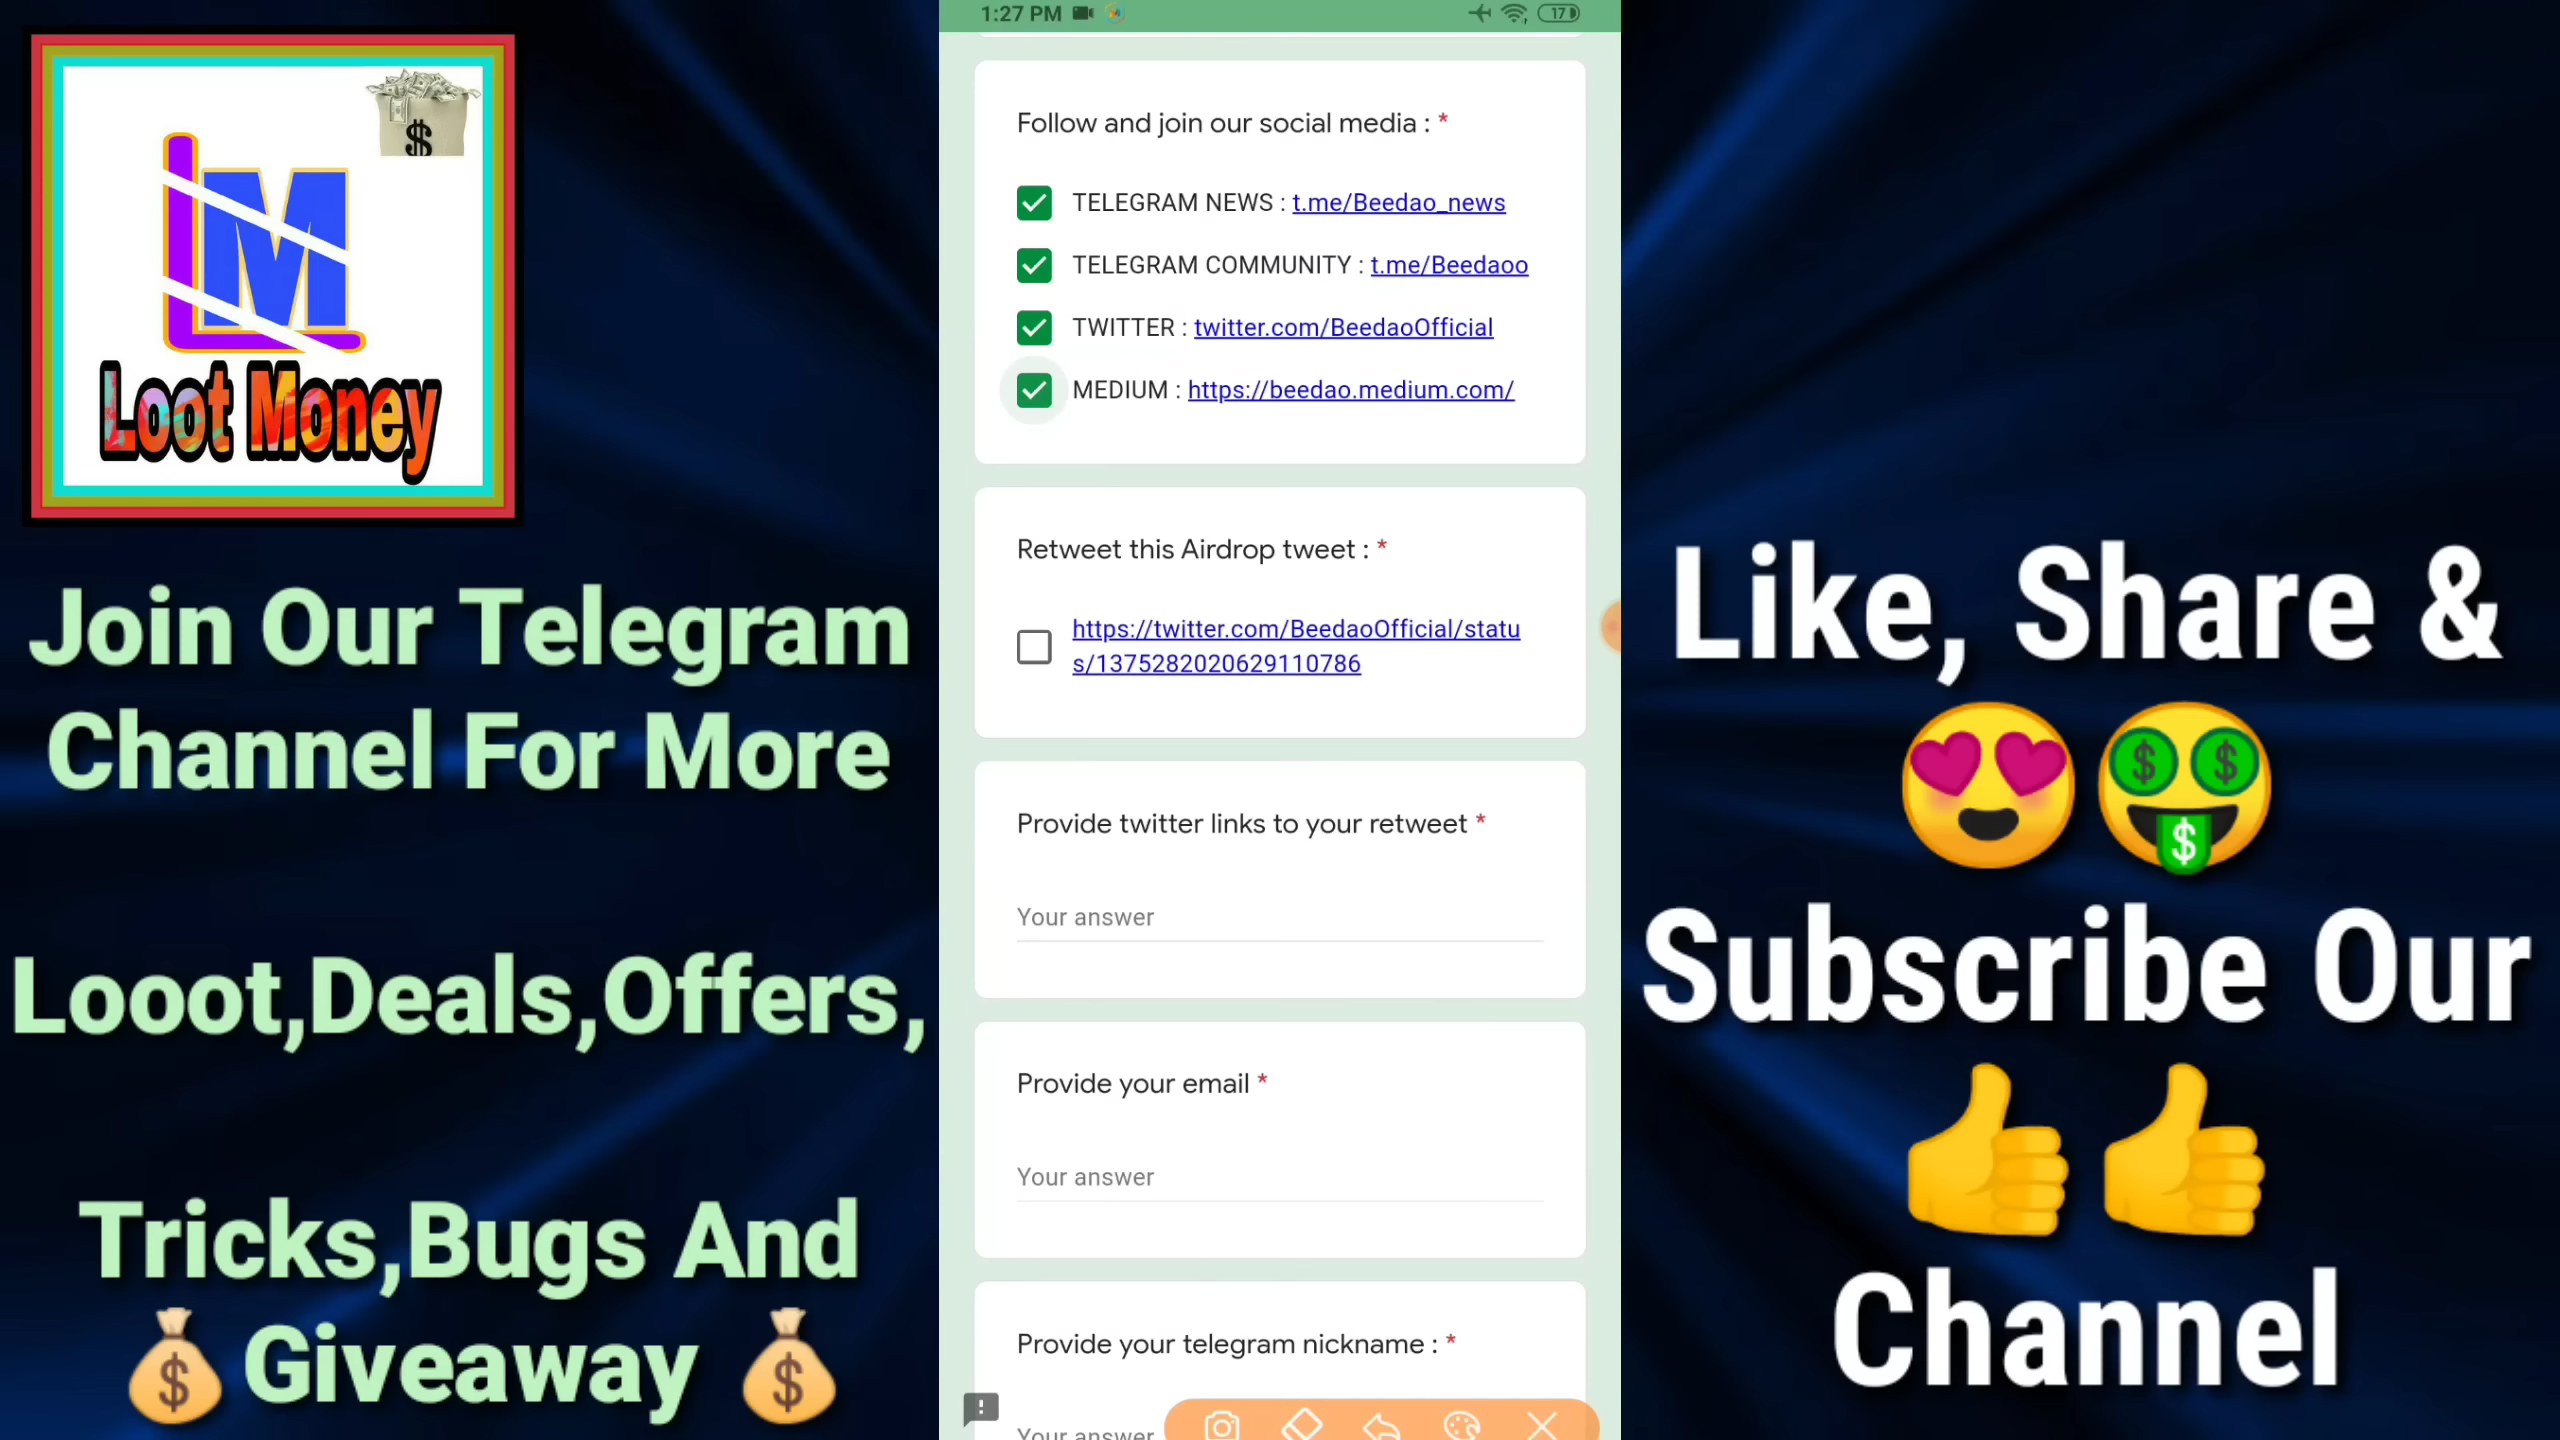 LM
Loot Money
Join Our Telegram
Channel For More
Looot,Deals,Offers,
Tricks,Bugs And
Giveaway
1:27 PM
17
Follow and join our social media : *
TELEGRAM NEWS : t.me/Beedao_news
TELEGRAM COMMUNITY : t.me/Beedaoo
TWITTER : twitter.com/BeedaoOfficial
MEDIUM : https://beedao.medium.com/
Retweet this Airdrop tweet : *
https://twitter.com/BeedaoOfficial/statu
s/1375282020629110786
Provide twitter links to your retweet *
Your answer
Provide your email *
Your answer
Provide your telegram nickname : *
Your answer
Like, Share &
Subscribe Our
Channel